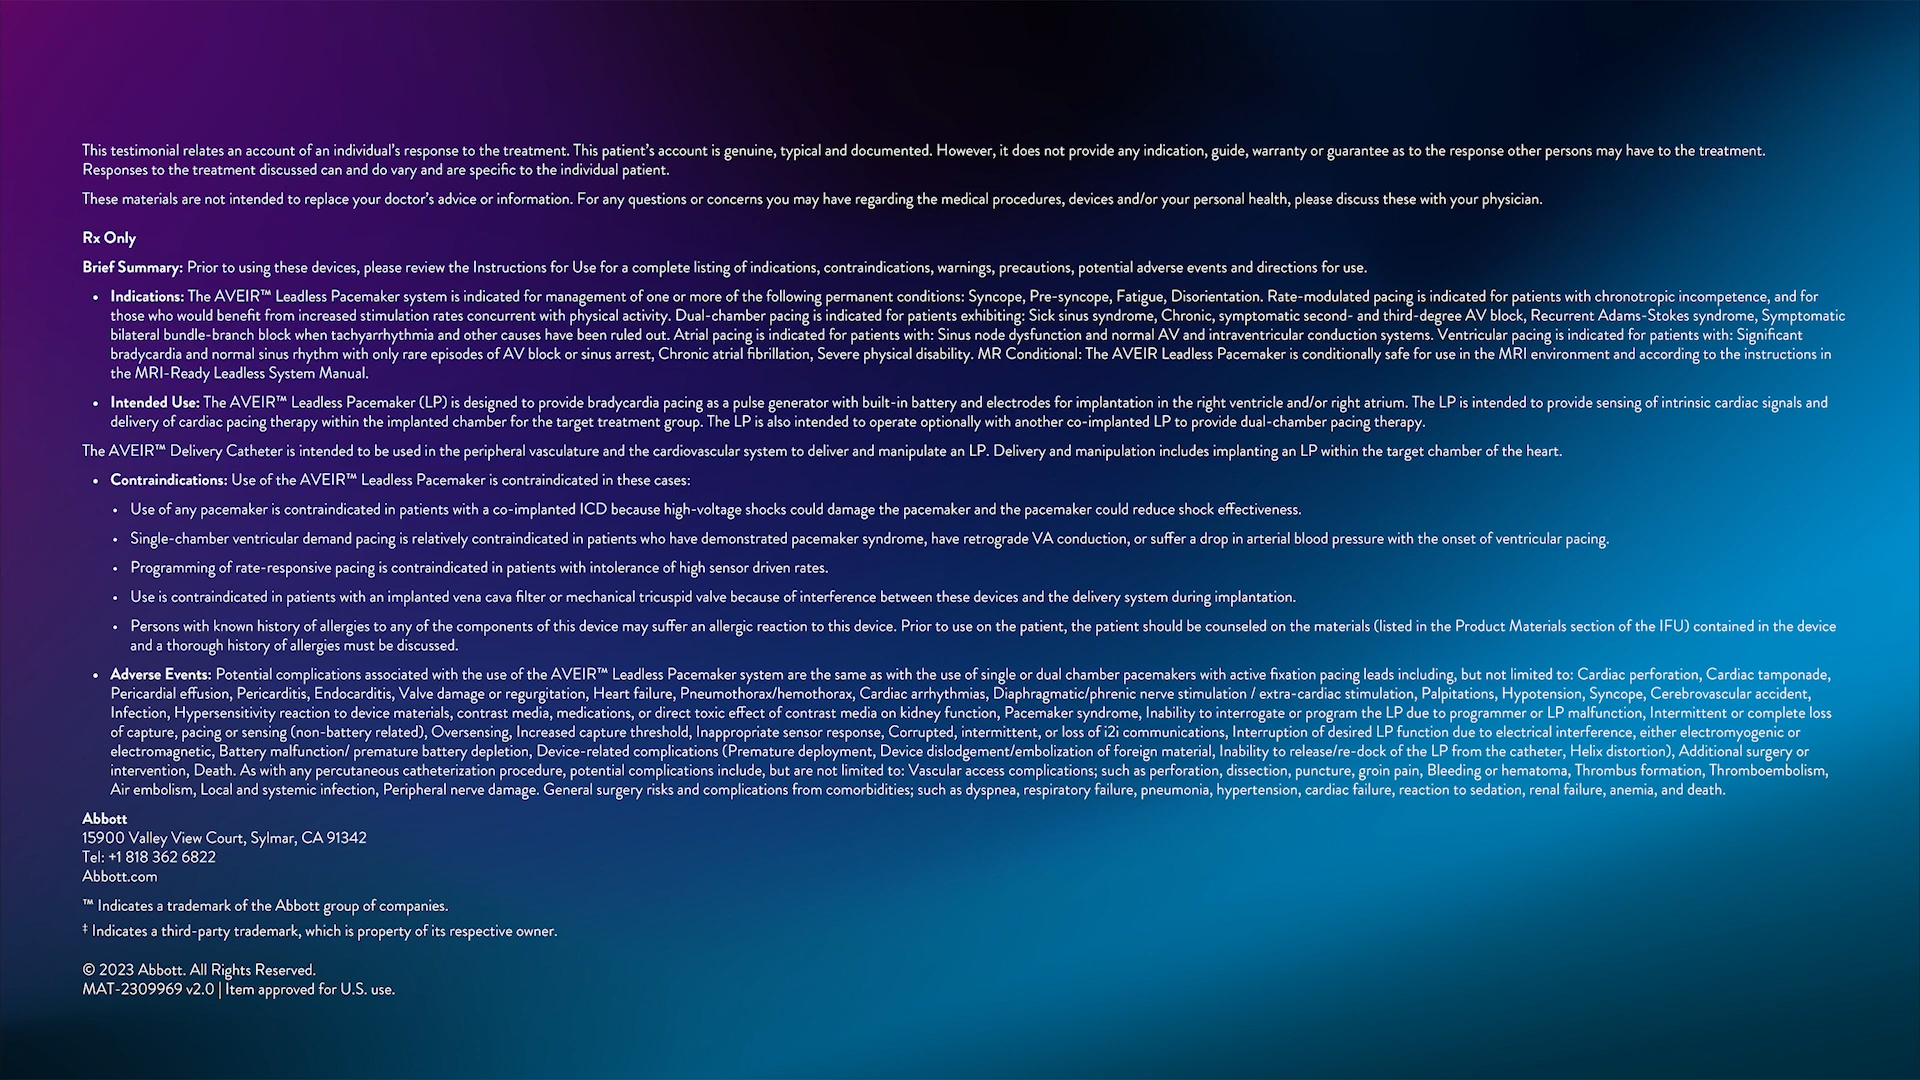 This testimonial relates an account of an individual's response to the treatment. This patient's account is genuine, typical and documented. However, it does not provide any indication, guide, warranty or guarantee as to the response other persons may have to the treatment.
Responses to the treatment discussed can and do vary and are specific to the individual patient.
These materials are not intended to replace your doctor's advice or information. For any questions or concerns you may have regarding the medical procedures, devices and/or your personal health, please discuss these with your physician.
Rx Only
Brief Summary: Prior to using these devices, please review the Instructions for Use for a complete listing of indications, contraindications, warnings, precautions, potential adverse events and directions for use.
• Indications: The AVEIR™ Leadless Pacemaker system is indicated for management of one or more of the following permanent conditions: Syncope, Pre-syncope, Fatigue, Disorientation. Rate-modulated pacing is indicated for patients with chronotropic incompetence, and for
those who would benefit from increased stimulation rates concurrent with physical activity. Dual-chamber pacing is indicated for patients exhibiting: Sick sinus syndrome, Chronic, symptomatic second- and third-degree AV block, Recurrent Adams-Stokes syndrome, Symptomatic
bilateral bundle-branch block when tachyarrhythmia and other causes have been ruled out. Atrial pacing is indicated for patients with: Sinus node dysfunction and normal AV and intraventricular conduction systems. Ventricular pacing is indicated for patients with: Significant
bradycardia and normal sinus rhythm with only rare episodes of AV block or sinus arrest, Chronic atrial fibrillation, Severe physical disability. MR Conditional: The AVEIR Leadless Pacemaker is conditionally safe for use in the MRI environment and according to the instructions in
the MRI-Ready Leadless System Manual.
• Intended Use: The AVEIR™ Leadless Pacemaker (LP) is designed to provide bradycardia pacing as a pulse generator with built-in battery and electrodes for implantation in the right ventricle and/or right atrium. The LP is intended to provide sensing of intrinsic cardiac signals and
delivery of cardiac pacing therapy within the implanted chamber for the target treatment group. The LP is also intended to operate optionally with another co-implanted LP to provide dual-chamber pacing therapy.
The AVEIR™ Delivery Catheter is intended to be used in the peripheral vasculature and the cardiovascular system to deliver and manipulate an LP. Delivery and manipulation includes implanting an LP within the target chamber of the heart.
• Contraindications: Use of the AVEIR™ Leadless Pacemaker is contraindicated in these cases:
• Use of any pacemaker is contraindicated in patients with a co-implanted ICD because high-voltage shocks could damage the pacemaker and the pacemaker could reduce shock effectiveness.
• Single-chamber ventricular demand pacing is relatively contraindicated in patients who have demonstrated pacemaker syndrome, have retrograde VA conduction, or suffer a drop in arterial blood pressure with the onset of ventricular pacing.
• Programming of rate-responsive pacing is contraindicated in patients with intolerance of high sensor driven rates.
• Use is contraindicated in patients with an implanted vena cava filter or mechanical tricuspid valve because of interference between these devices and the delivery system during implantation.
• Persons with known history of allergies to any of the components of this device may suffer an allergic reaction to this device. Prior to use on the patient, the patient should be counseled on the materials (listed in the Product Materials section of the IFU) contained in the device
and a thorough history of allergies must be discussed.
• Adverse Events: Potential complications associated with the use of the AVEIR™ Leadless Pacemaker system are the same as with the use of single or dual chamber pacemakers with active fixation pacing leads including, but not limited to: Cardiac perforation, Cardiac tamponade,
Pericardial effusion, Pericarditis, Endocarditis, Valve damage or regurgitation, Heart failure, Pneumothorax/hemothorax, Cardiac arrhythmias, Diaphragmatic/phrenic nerve stimulation / extra-cardiac stimulation, Palpitations, Hypotension, Syncope, Cerebrovascular accident,
Infection, Hypersensitivity reaction to device materials, contrast media, medications, or direct toxic effect of contrast media on kidney function, Pacemaker syndrome, Inability to interrogate or program the LP due to programmer or LP malfunction, Intermittent or complete loss
of capture, pacing or sensing (non-battery related), Oversensing, Increased capture threshold, Inappropriate sensor response, Corrupted, intermittent, or loss of i2i communications, Interruption of desired LP function due to electrical interference, either electromyogenic or
electromagnetic, Battery malfunction/ premature battery depletion, Device-related complications (Premature deployment, Device dislodgement/embolization of foreign material, Inability to release/re-dock of the LP from the catheter, Helix distortion), Additional surgery or
intervention, Death. As with any percutaneous catheterization procedure, potential complications include, but are not limited to: Vascular access complications; such as perforation, dissection, puncture, groin pain, Bleeding or hematoma, Thrombus formation, Thromboembolism,
Air embolism, Local and systemic infection, Peripheral nerve damage. General surgery risks and complications from comorbidities; such as dyspnea, respiratory failure, pneumonia, hypertension, cardiac failure, reaction to sedation, renal failure, anemia, and death.
Abbott
15900 Valley View Court, Sylmar, CA 91342
Tel: +1 818 362 6822
Abbott.com
™ Indicates a trademark of the Abbott group of companies.
‡ Indicates a third-party trademark, which is property of its respective owner.
© 2023 Abbott. All Rights Reserved.
MAT-2309969 v2.0 | Item approved for U.S. use.